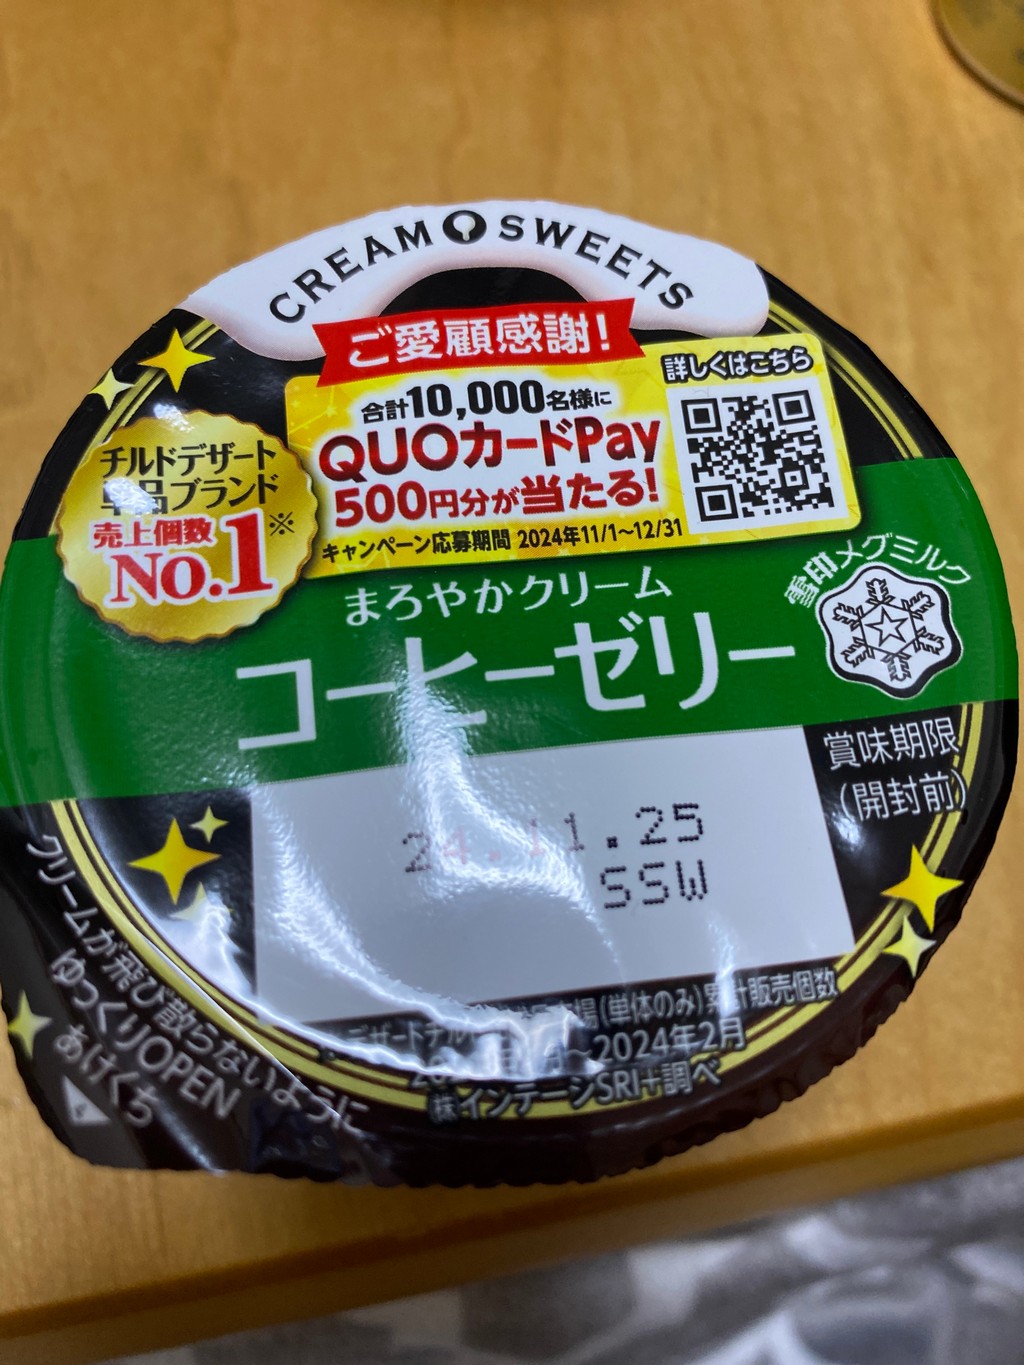 CREAM SWEETS
ご愛顧感謝!
詳しくはこちら
合計10,000名様に
QUOカードPay
500円分が当たる!
キャンペーン応募期間 2024年11/1～12/31
チルドデザート
単品ブランド
売上個数
No.1※
まろやかクリーム
コーヒーゼリー
雪印メグミルク
賞味期限
(開封前)
24.11.25
SSW
(単体のみ)累計販売個数
～2024年2月
㈱インテージSRI+調べ
クリームが飛び散らないように
ゆっくりOPEN
あけくち